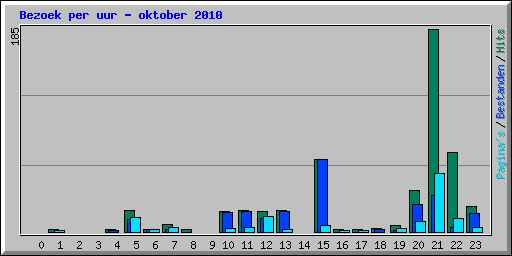 Bezoek per uur - oktober 2010
185
Pagina's / Bestanden / Hits
0 1 2 3 4 5 6 7 8 9 10 11 12 13 14 15 16 17 18 19 20 21 22 23